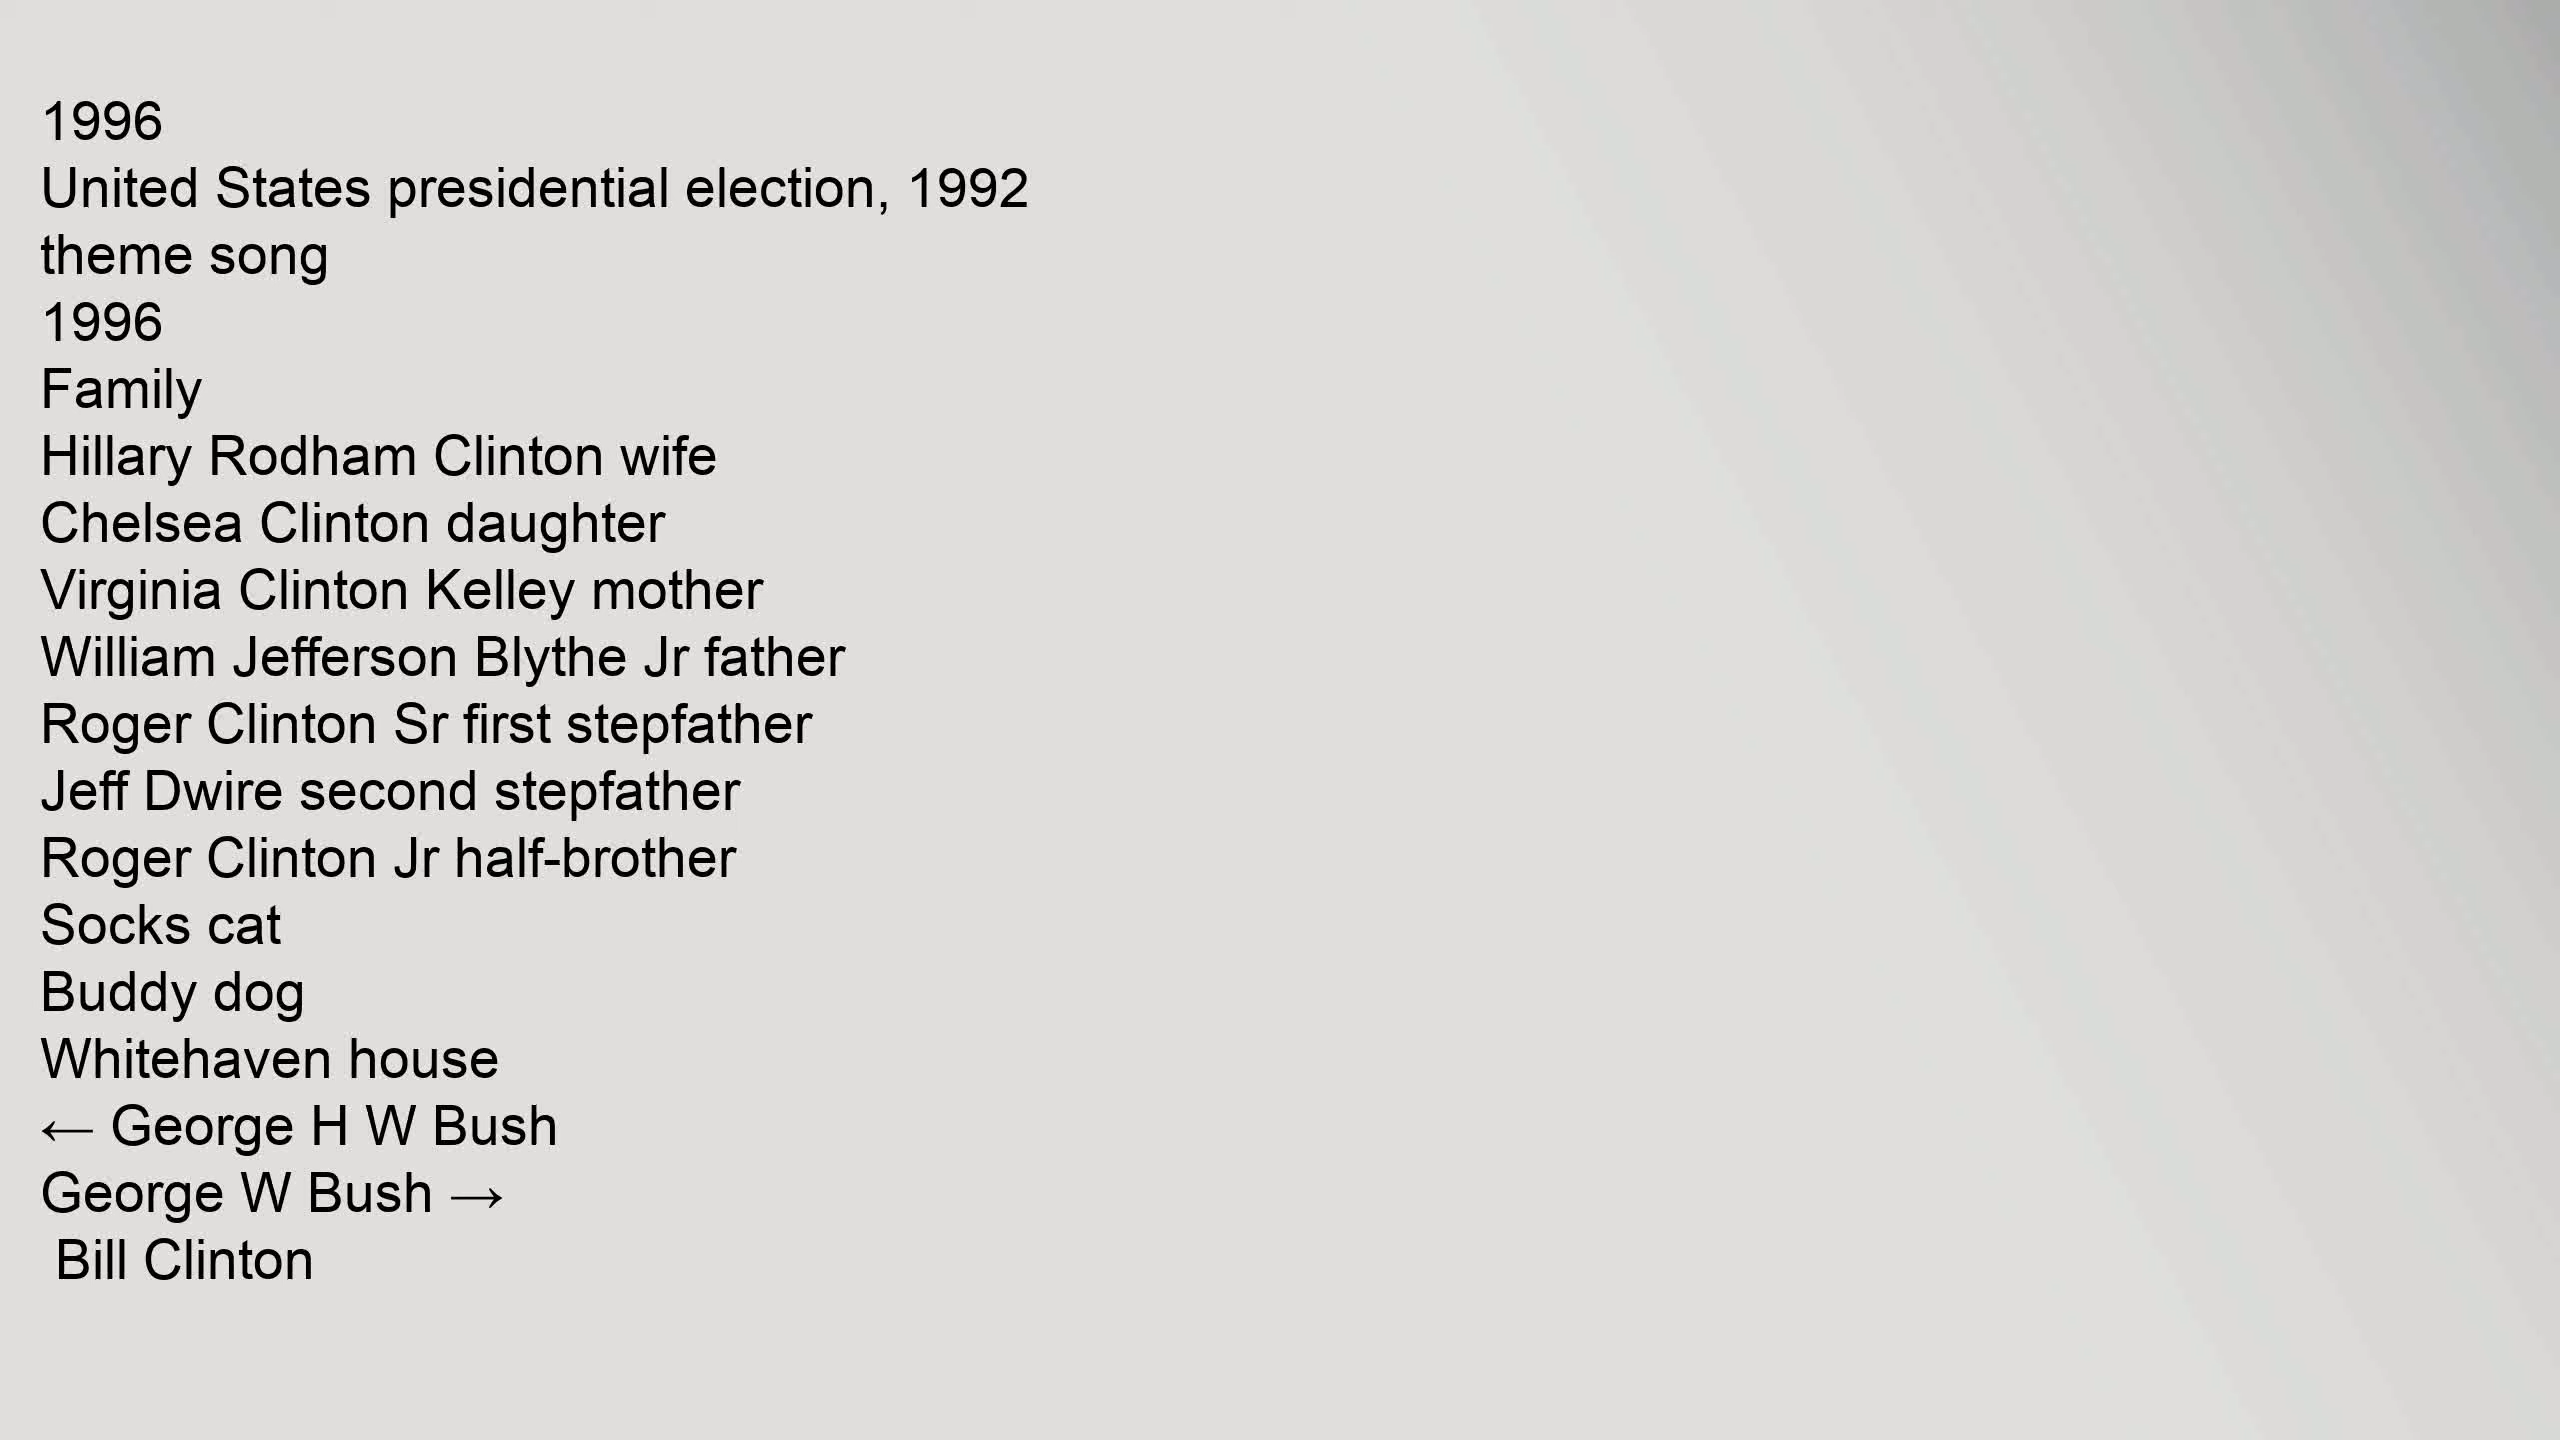 1996
United States presidential election, 1992
theme song
1996
Family
Hillary Rodham Clinton wife
Chelsea Clinton daughter
Virginia Clinton Kelley mother
William Jefferson Blythe Jr father
Roger Clinton Sr first stepfather
Jeff Dwire second stepfather
Roger Clinton Jr half-brother
Socks cat
Buddy dog
Whitehaven house
← George H W Bush
George W Bush →
Bill Clinton